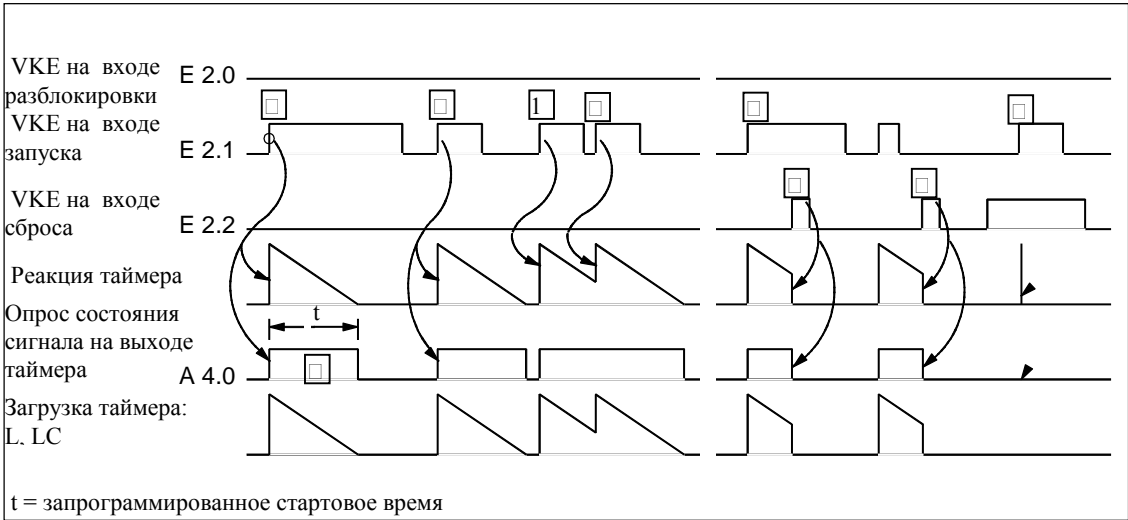 VKE на входе
разблокировки
E 2.0
VKE на входе
запуска
E 2.1
1
VKE на входе
сброса
E 2.2
Реакция таймера
t
Опрос состояния
сигнала на выходе
таймера
A 4.0
Загрузка таймера:
L, LC
t = запрограммированное стартовое время